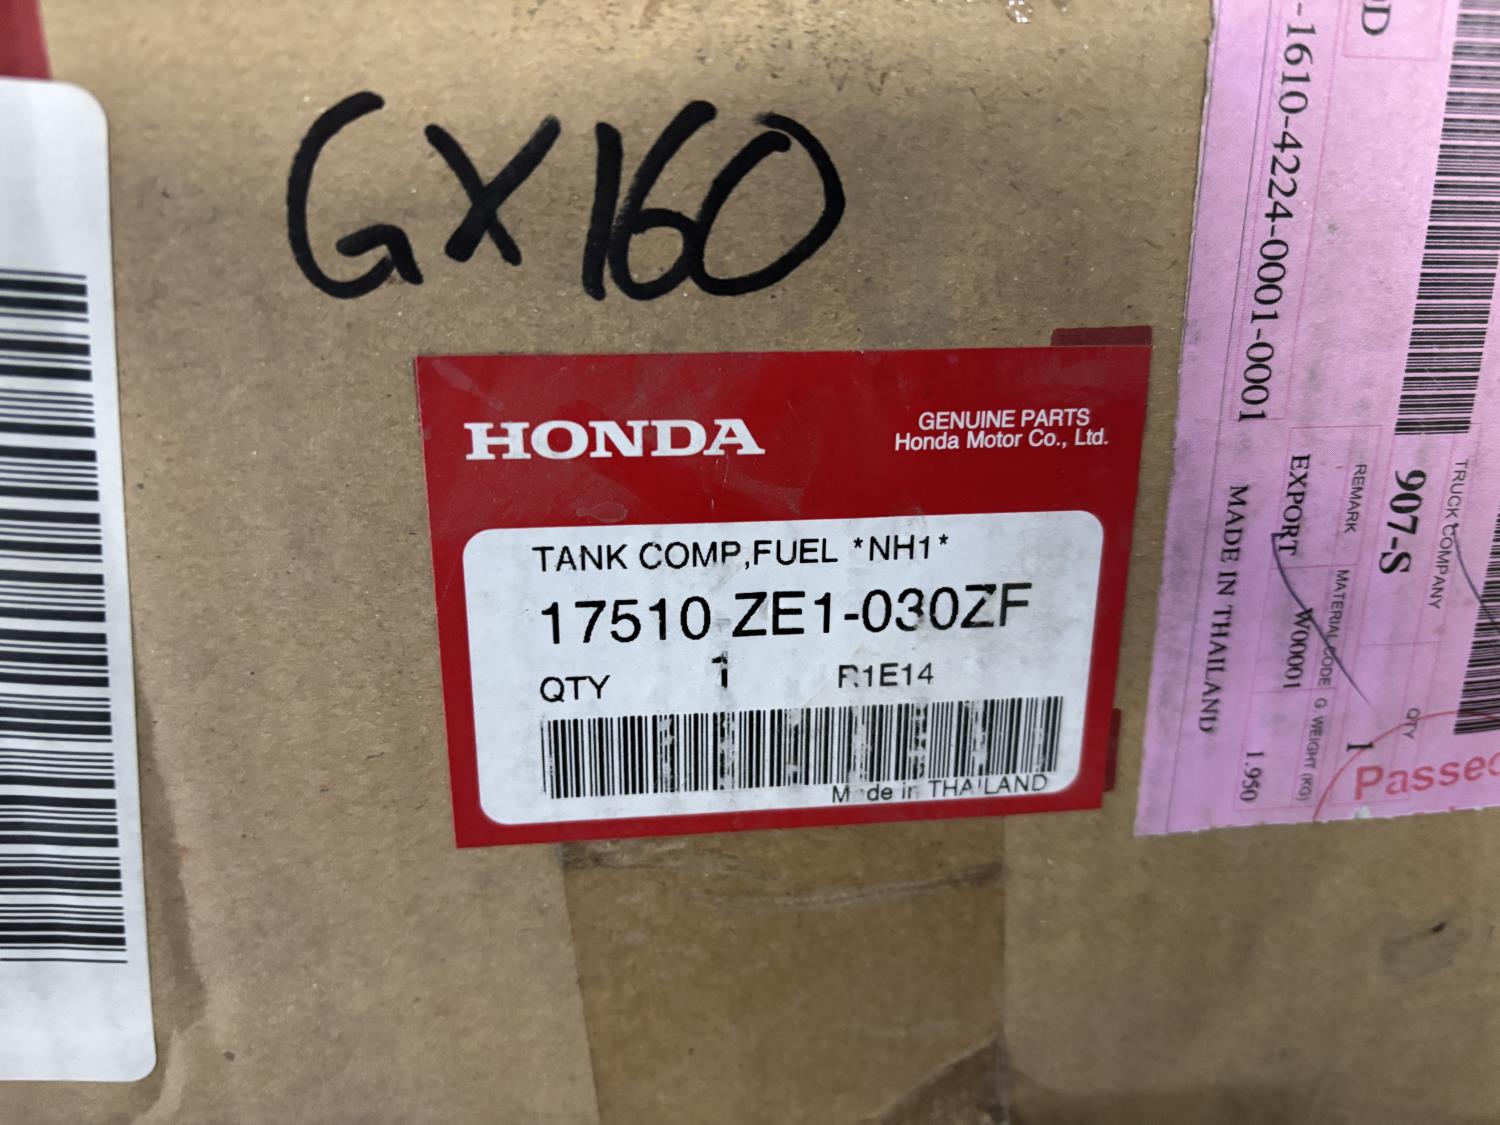 GX160
HONDA
GENUINE PARTS
Honda Motor Co., Ltd.
TANK COMP,FUEL *NH1*
17510 ZE1-030ZF
QTY 1 R1E14
Made in THAILAND
-1610-4224-0001-0001
TRUCK COMPANY
907-S
REMARK
EXPORT
MADE IN THAILAND
QTY
1
MATERIAL CODE
W00001
G WEIGHT (KG)
1.950
Passed